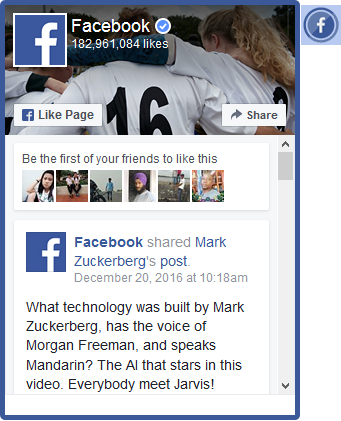 Facebook
182,961,084 likes
16
Like Page
Share
Be the first of your friends to like this
Facebook shared Mark
Zuckerberg's post.
December 20, 2016 at 10:18am
What technology was built by Mark
Zuckerberg, has the voice of
Morgan Freeman, and speaks
Mandarin? The AI that stars in this
video. Everybody meet Jarvis!